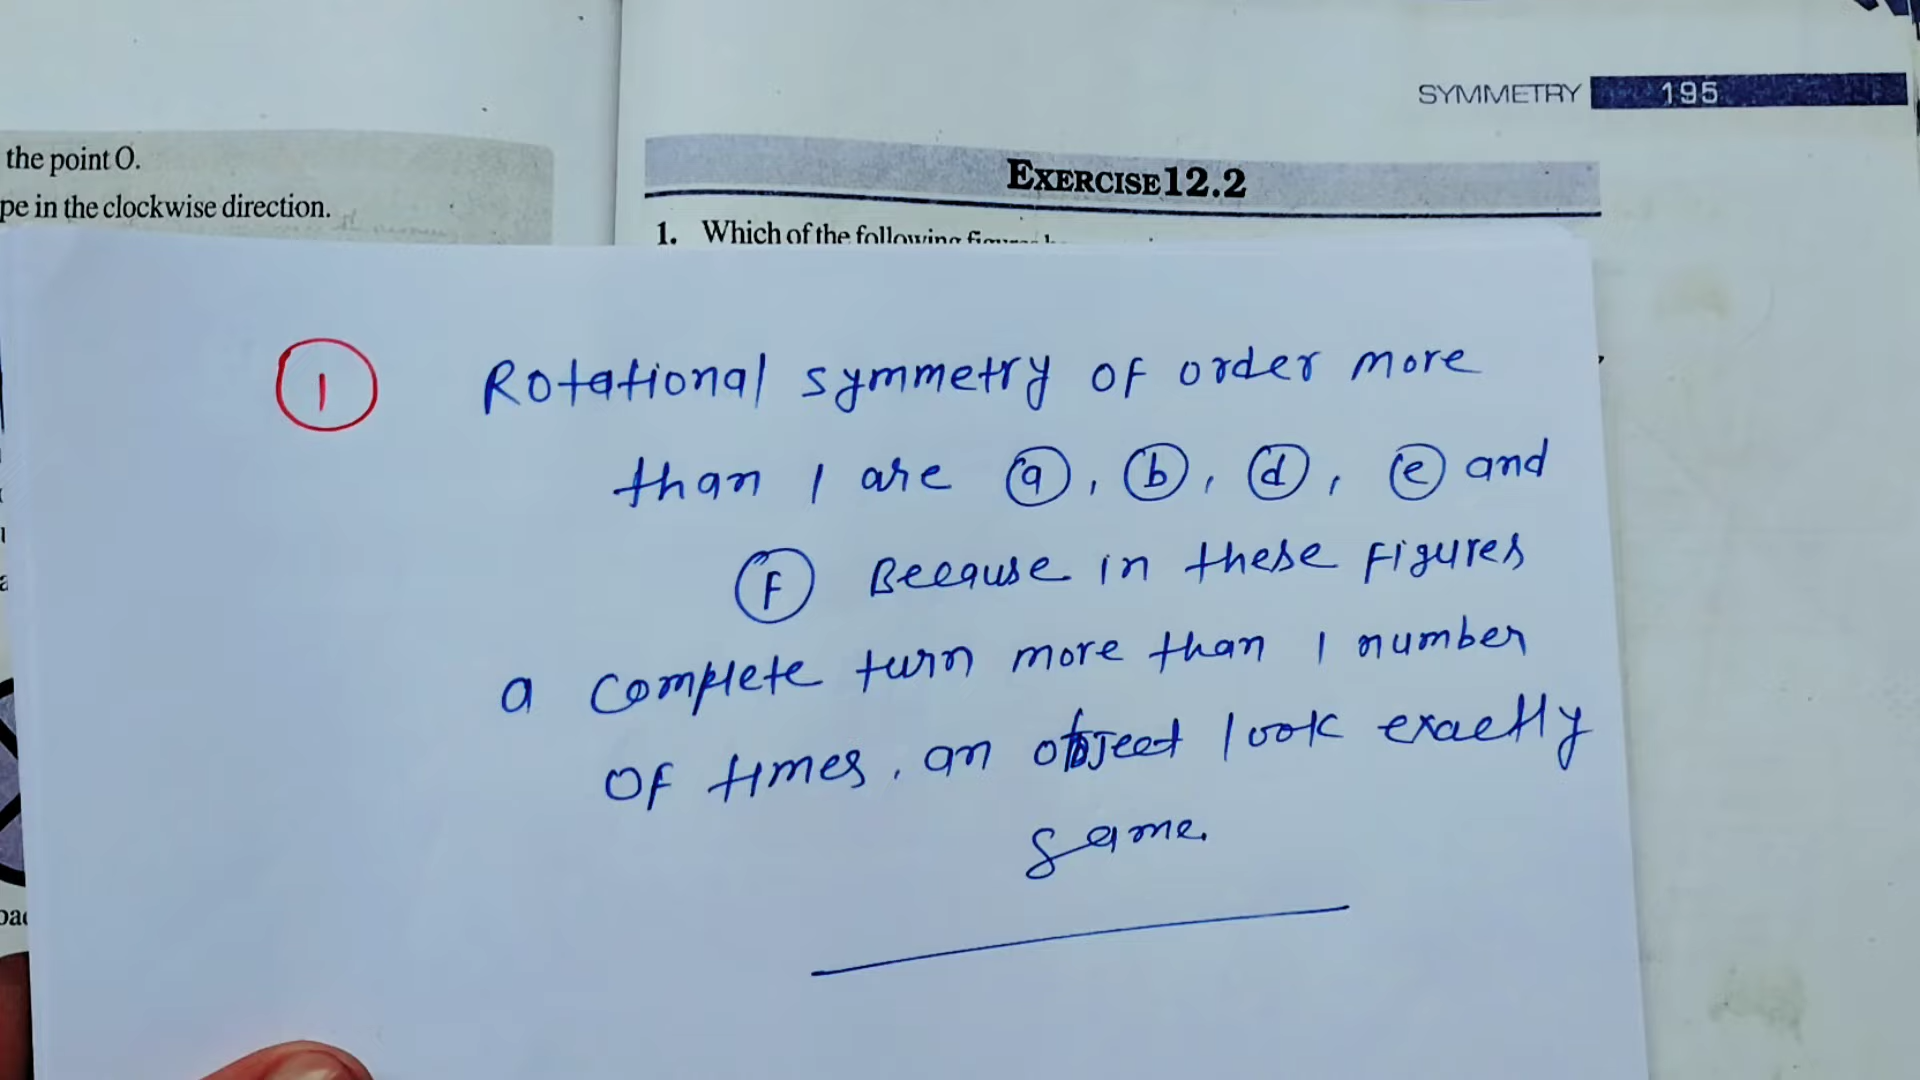 SYMMETRY 195
the point O.
pe in the clockwise direction.
EXERCISE 12.2
1. Which of the following
1 Rotational symmetry of order more
than 1 are a, b, d, e and
F Because in these figures
a complete turn more than 1 number
of times, an object look exactly
same.